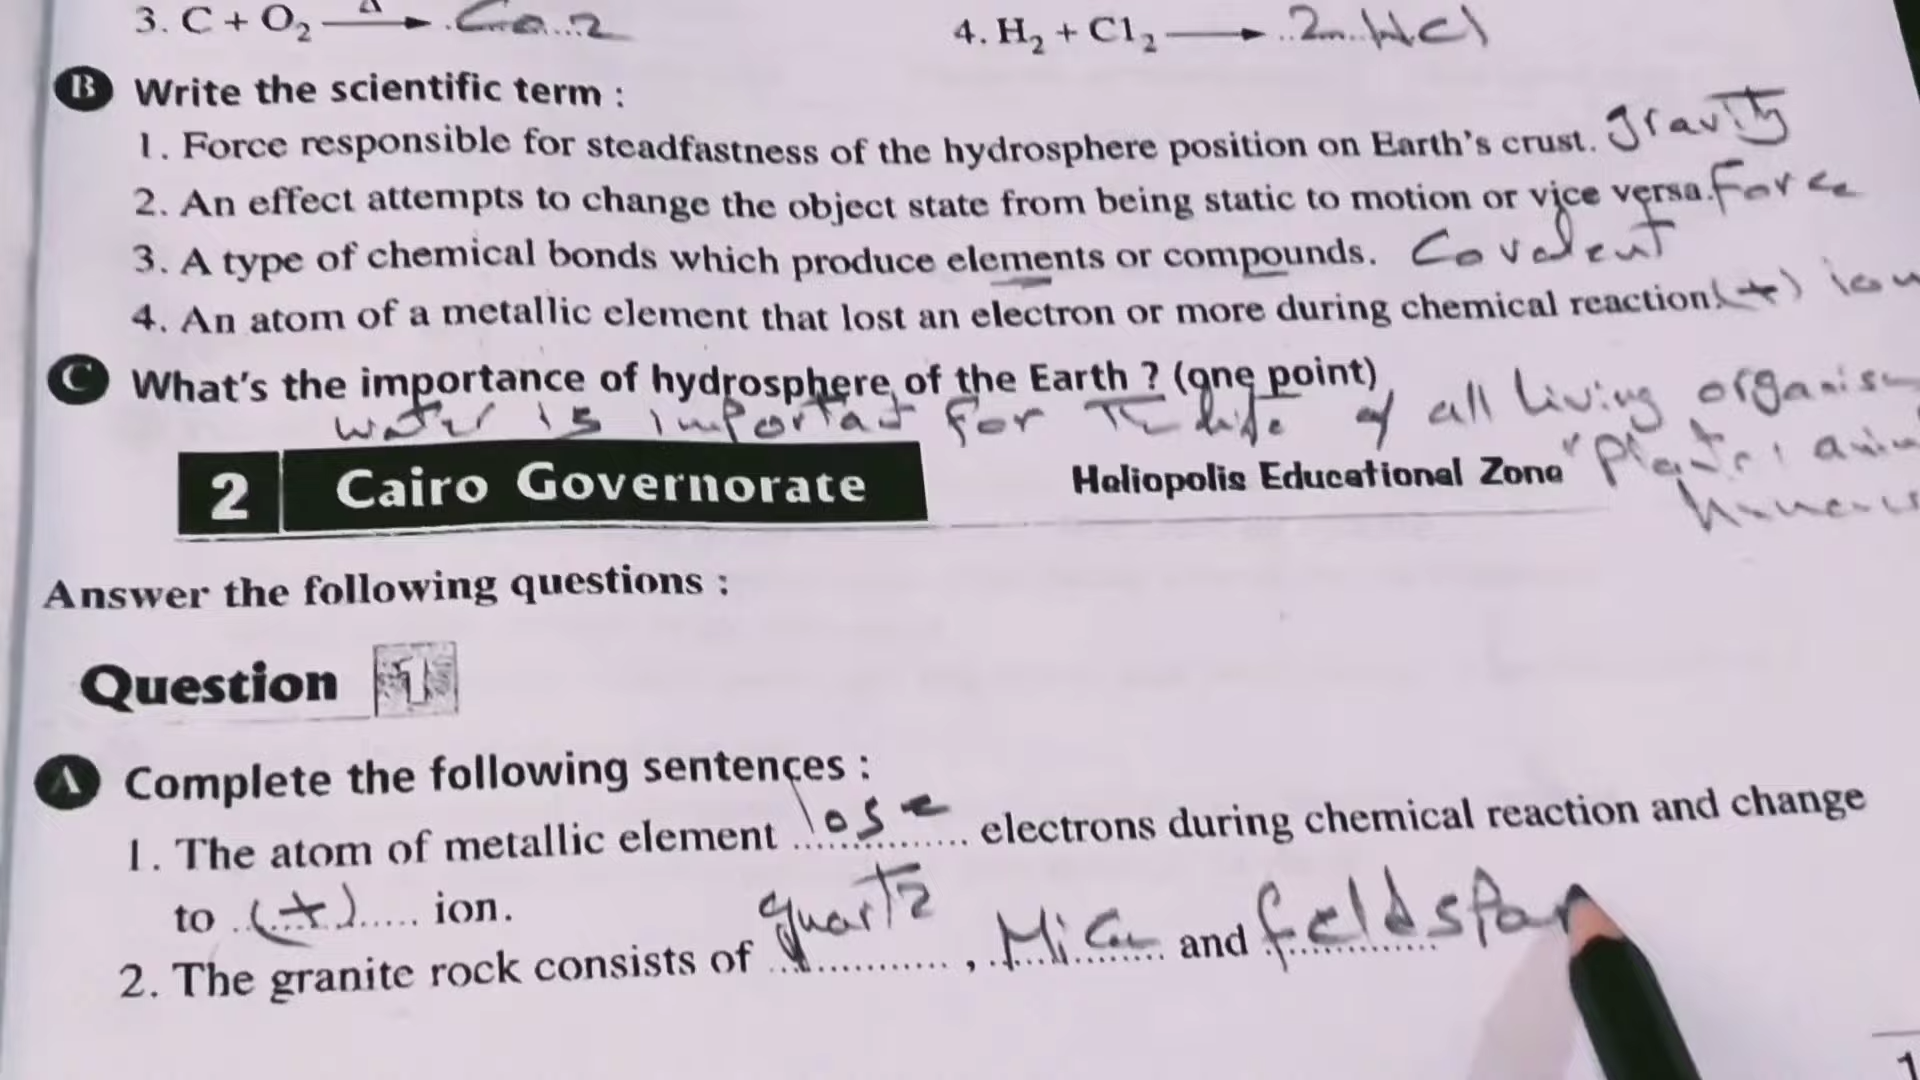 3. C + O₂ —Δ→ Co2
4. H₂ + Cl₂ ⟶ 2 HCl
B Write the scientific term :
1. Force responsible for steadfastness of the hydrosphere position on Earth's crust. gravity
2. An effect attempts to change the object state from being static to motion or vice versa. Force
3. A type of chemical bonds which produce elements or compounds. Covalent
4. An atom of a metallic element that lost an electron or more during chemical reaction. (+) ion
C What's the importance of hydrosphere of the Earth ? (one point)
water is important for The life of all living organism
2 Cairo Governorate
Heliopolis Educational Zone
Answer the following questions :
Question 1
A Complete the following sentences :
1. The atom of metallic element lose electrons during chemical reaction and change
to (+) ion.
2. The granite rock consists of quartz , Mica and feldspar
1